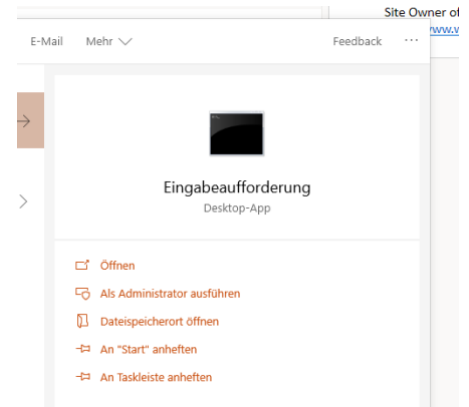 Site Owner of
www.w
E-Mail Mehr Feedback ...
Eingabeaufforderung
Desktop-App
Öffnen
Als Administrator ausführen
Dateispeicherort öffnen
An "Start" anheften
An Taskleiste anheften